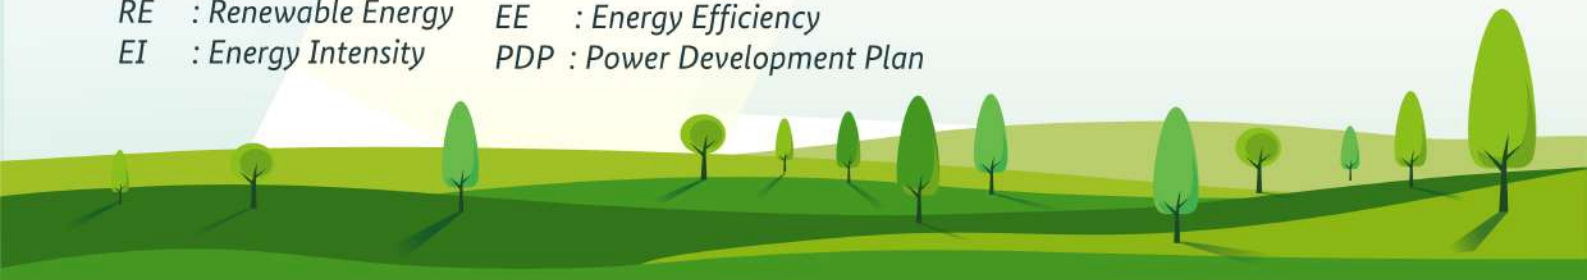 RE : Renewable Energy EE : Energy Efficiency
EI : Energy Intensity PDP : Power Development Plan